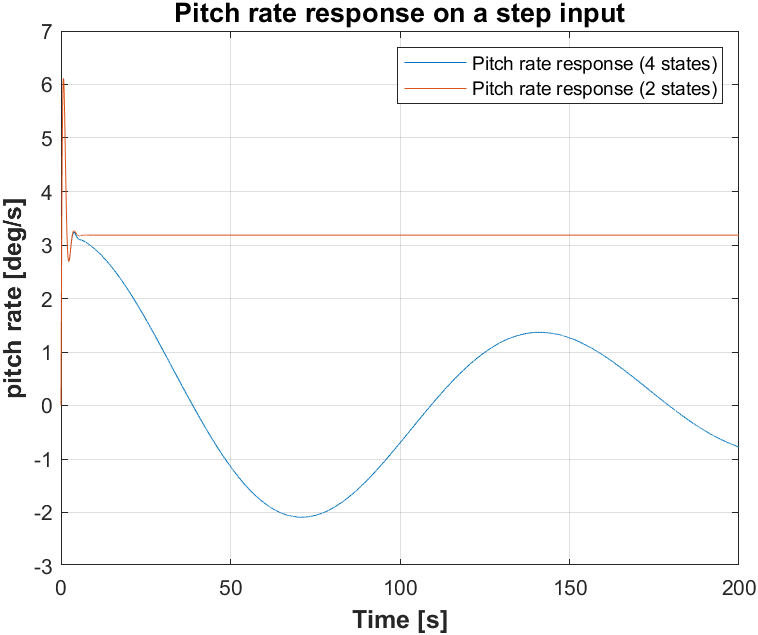 Pitch rate response on a step input
Pitch rate response (4 states)
Pitch rate response (2 states)
pitch rate [deg/s]
7
6
5
4
3
2
1
0
-1
-2
-3
0 50 100 150 200
Time [s]